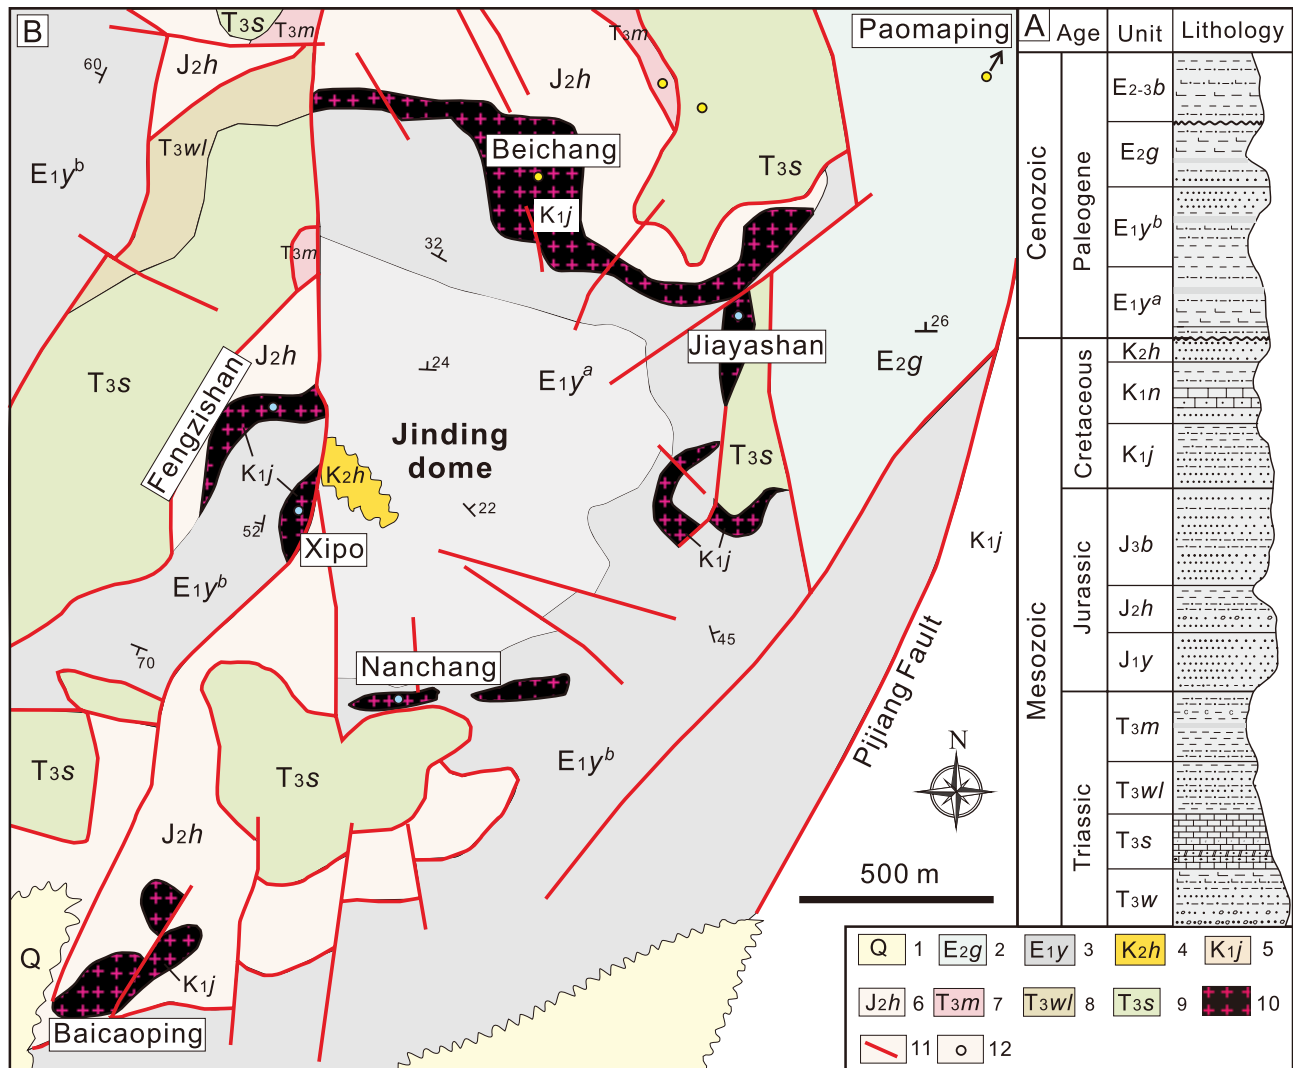 B
T3s
T3m
T3m
Paomaping
60
J2h
J2h
T3wl
Beichang
T3s
E1yb
K1j
T3m
32
26
Jiayashan
E2g
J2h
24
E1ya
T3s
Fengzishan
Jinding
dome
T3s
K1j
K2h
22
52
Xipo
K1j
K1j
E1yb
45
70
Nanchang
Pijiang Fault
N
E1yb
T3s
T3s
J2h
500 m
Q
K1j
Baicaoping
A
Age
Unit
Lithology
Cenozoic
Paleogene
E2-3b
E2g
E1yb
E1ya
Mesozoic
Cretaceous
K2h
K1n
K1j
Jurassic
J3b
J2h
J1y
Triassic
T3m
T3wl
T3s
T3w
Q 1
E2g 2
E1y 3
K2h 4
K1j 5
J2h 6
T3m 7
T3wl 8
T3s 9
10
11
12